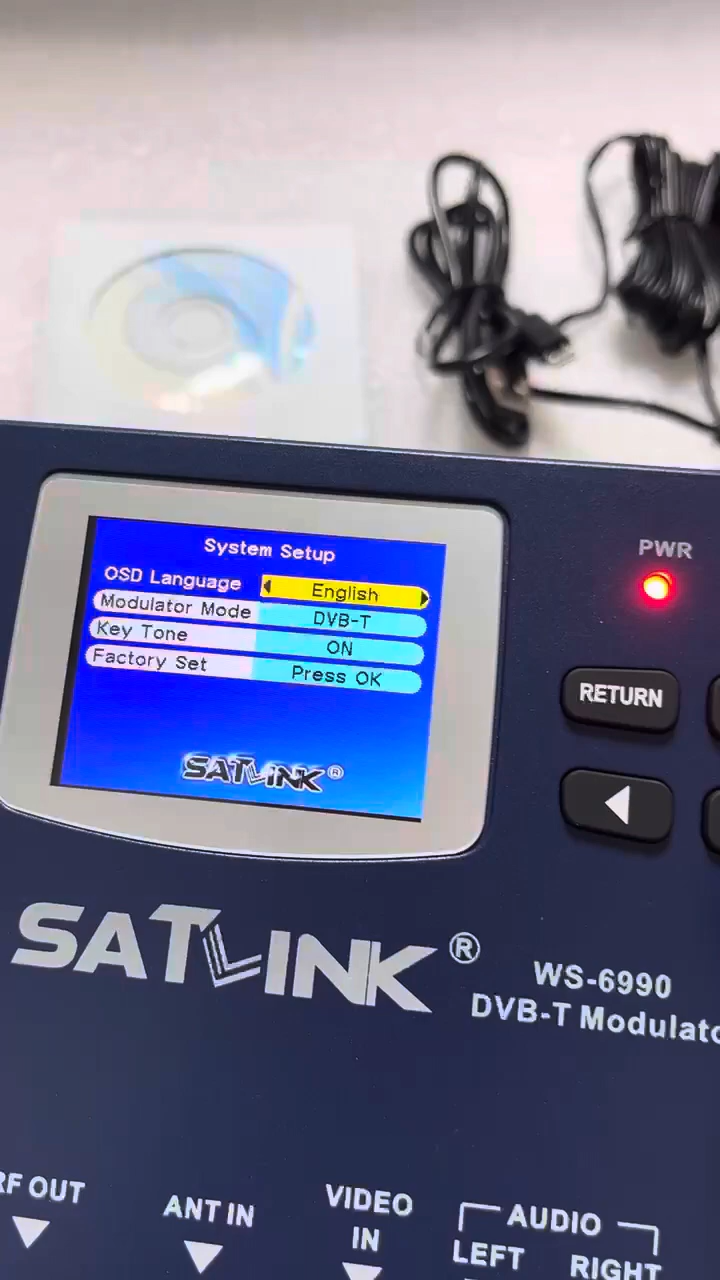 System Setup
OSD Language English
Modulator Mode DVB-T
Key Tone ON
Factory Set Press OK
SATLINK®
PWR
RETURN
SATLINK®
WS-6990
DVB-T Modulato
RF OUT
ANT IN
VIDEO
IN
AUDIO
LEFT RIGHT